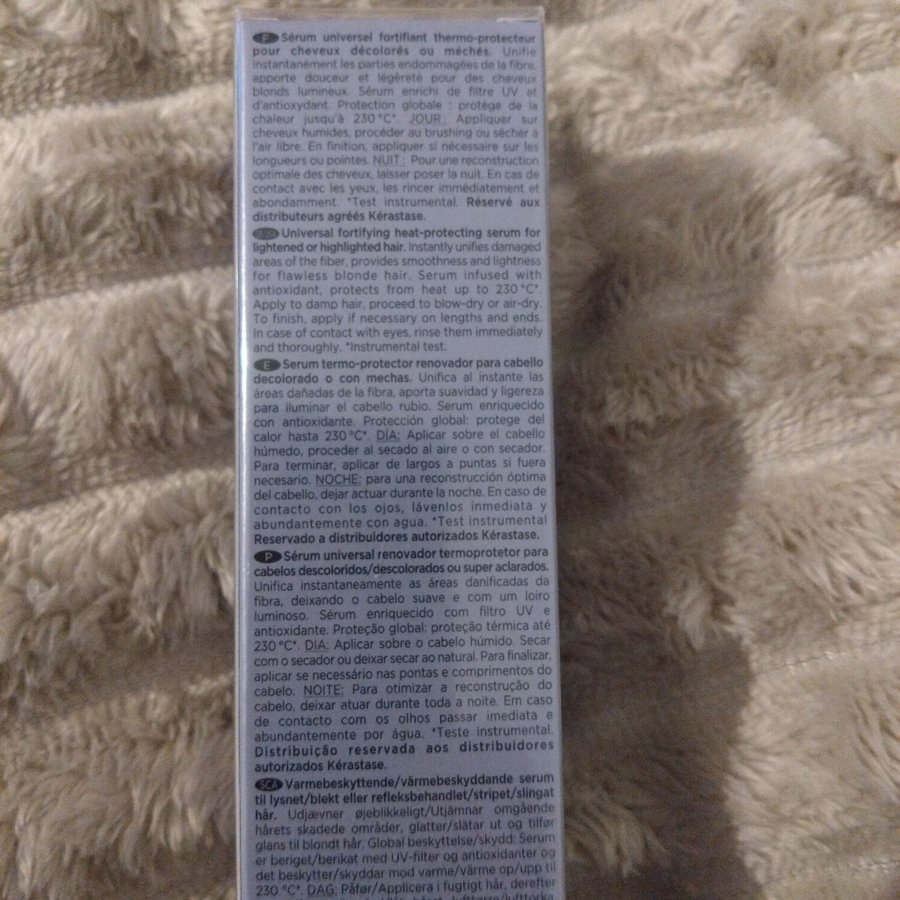 F Sérum universel fortifiant thermo-protecteur
pour cheveux décolorés ou méchés. Unifie
instantanément les parties endommagées de la fibre,
apporte douceur et légèreté pour des cheveux
blonds lumineux. Sérum enrichi de filtre UV et
d'antioxydant. Protection globale : protège de la
chaleur jusqu'à 230 °C*. JOUR : Appliquer sur
cheveux humides, procéder au brushing ou sécher à
l'air libre. En finition, appliquer si nécessaire sur les
longueurs ou pointes. NUIT : Pour une reconstruction
optimale des cheveux, laisser poser la nuit. En cas de
contact avec les yeux, les rincer immédiatement et
abondamment. *Test instrumental. Réservé aux
distributeurs agréés Kérastase.
Universal fortifying heat-protecting serum for
lightened or highlighted hair. Instantly unifies damaged
areas of the fiber, provides smoothness and lightness
for flawless blonde hair. Serum infused with
antioxidant, protects from heat up to 230 °C*.
Apply to damp hair, proceed to blow-dry or air-dry.
To finish, apply if necessary on lengths and ends.
In case of contact with eyes, rinse them immediately
and thoroughly. *Instrumental test.
E Serum termo-protector renovador para cabello
decolorado o con mechas. Unifica al instante las
áreas dañadas de la fibra, aporta suavidad y ligereza
para iluminar el cabello rubio. Serum enriquecido
con antioxidante. Protección global: protege del
calor hasta 230 °C*. DÍA: Aplicar sobre el cabello
húmedo, proceder al secado al aire o con secador.
Para terminar, aplicar de largos a puntas si fuera
necesario. NOCHE: para una reconstrucción óptima
del cabello, dejar actuar durante la noche. En caso de
contacto con los ojos, lávenlos inmediata y
abundantemente con agua. *Test instrumental
Reservado a distribuidores autorizados Kérastase.
P Sérum universal renovador termoprotetor para
cabelos descoloridos/descolorados ou super aclarados.
Unifica instantaneamente as áreas danificadas da
fibra, deixando o cabelo suave e com um loiro
luminoso. Sérum enriquecido com filtro UV e
antioxidante. Proteção global: proteção térmica até
230 °C*. DIA: Aplicar sobre o cabelo húmido. Secar
com o secador ou deixar secar ao natural. Para finalizar,
aplicar se necessário nas pontas e comprimentos do
cabelo. NOITE: Para otimizar a reconstrução do
cabelo, deixar atuar durante toda a noite. Em caso
de contacto com os olhos passar imediata e
abundantemente por água. *Teste instrumental.
Distribuição reservada aos distribuidores
autorizados Kérastase.
SCA Varmebeskyttende/värmebeskyddande serum
til lysnet/blekt eller refleksbehandlet/stripet/slingat
hår. Udjævner øjeblikkeligt/Utjämnar omgående
hårets skadede områder, glatter/slätar ut og tilfør
glans til blondt hår. Global beskyttelse/skydd: Serum
er beriget/berikat med UV-filter og antioxidanter og
det beskytter/skyddar mod varme/värme op/upp til
230 °C*. DAG: Påfør/Applicera i fugtigt hår, derefter